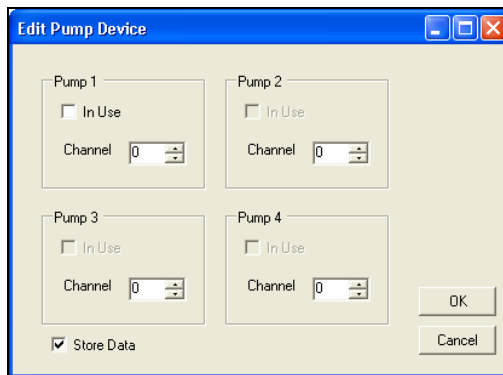 Edit Pump Device
Pump 1
In Use
Channel 0
Pump 2
In Use
Channel 0
Pump 3
In Use
Channel 0
Pump 4
In Use
Channel 0
Store Data
OK
Cancel